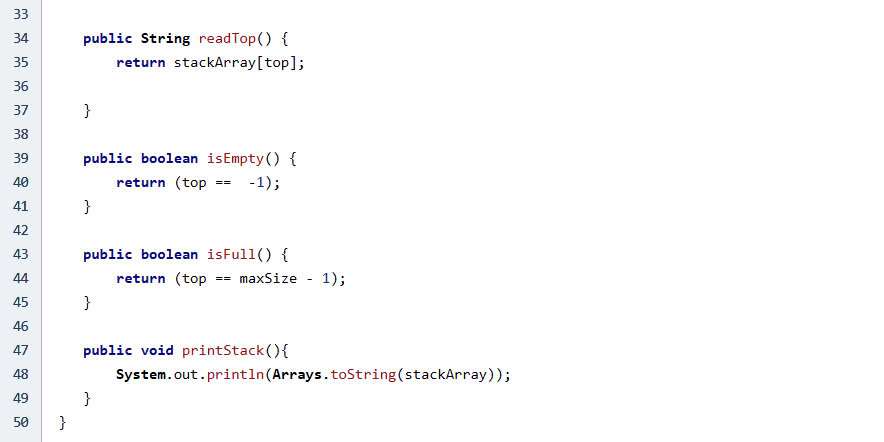 33
34 public String readTop() {
35 return stackArray[top];
36
37 }
38
39 public boolean isEmpty() {
40 return (top ==  -1);
41 }
42
43 public boolean isFull() {
44 return (top == maxSize - 1);
45 }
46
47 public void printStack(){
48 System.out.println(Arrays.toString(stackArray));
49 }
50 }